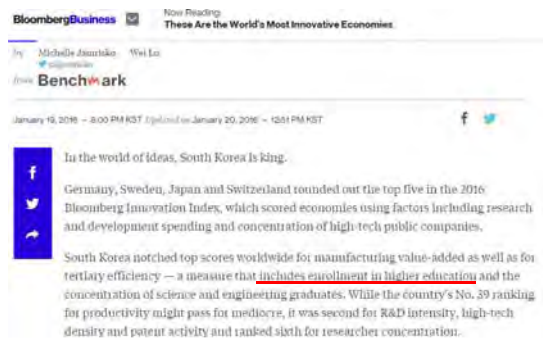 BloombergBusiness
Now Reading:
These Are the World's Most Innovative Economies
by Michelle Jamrisko Wei Lu
from Benchmark
January 19, 2016 — 8:00 PM KST Updated on January 20, 2016 — 12:51 PM KST
In the world of ideas, South Korea is king.
Germany, Sweden, Japan and Switzerland rounded out the top five in the 2016
Bloomberg Innovation Index, which scored economies using factors including research
and development spending and concentration of high-tech public companies.
South Korea notched top scores worldwide for manufacturing value-added as well as for
tertiary efficiency — a measure that includes enrollment in higher education and the
concentration of science and engineering graduates. While the country's No. 39 ranking
for productivity might pass for mediocre, it was second for R&D intensity, high-tech
density and patent activity and ranked sixth for researcher concentration.